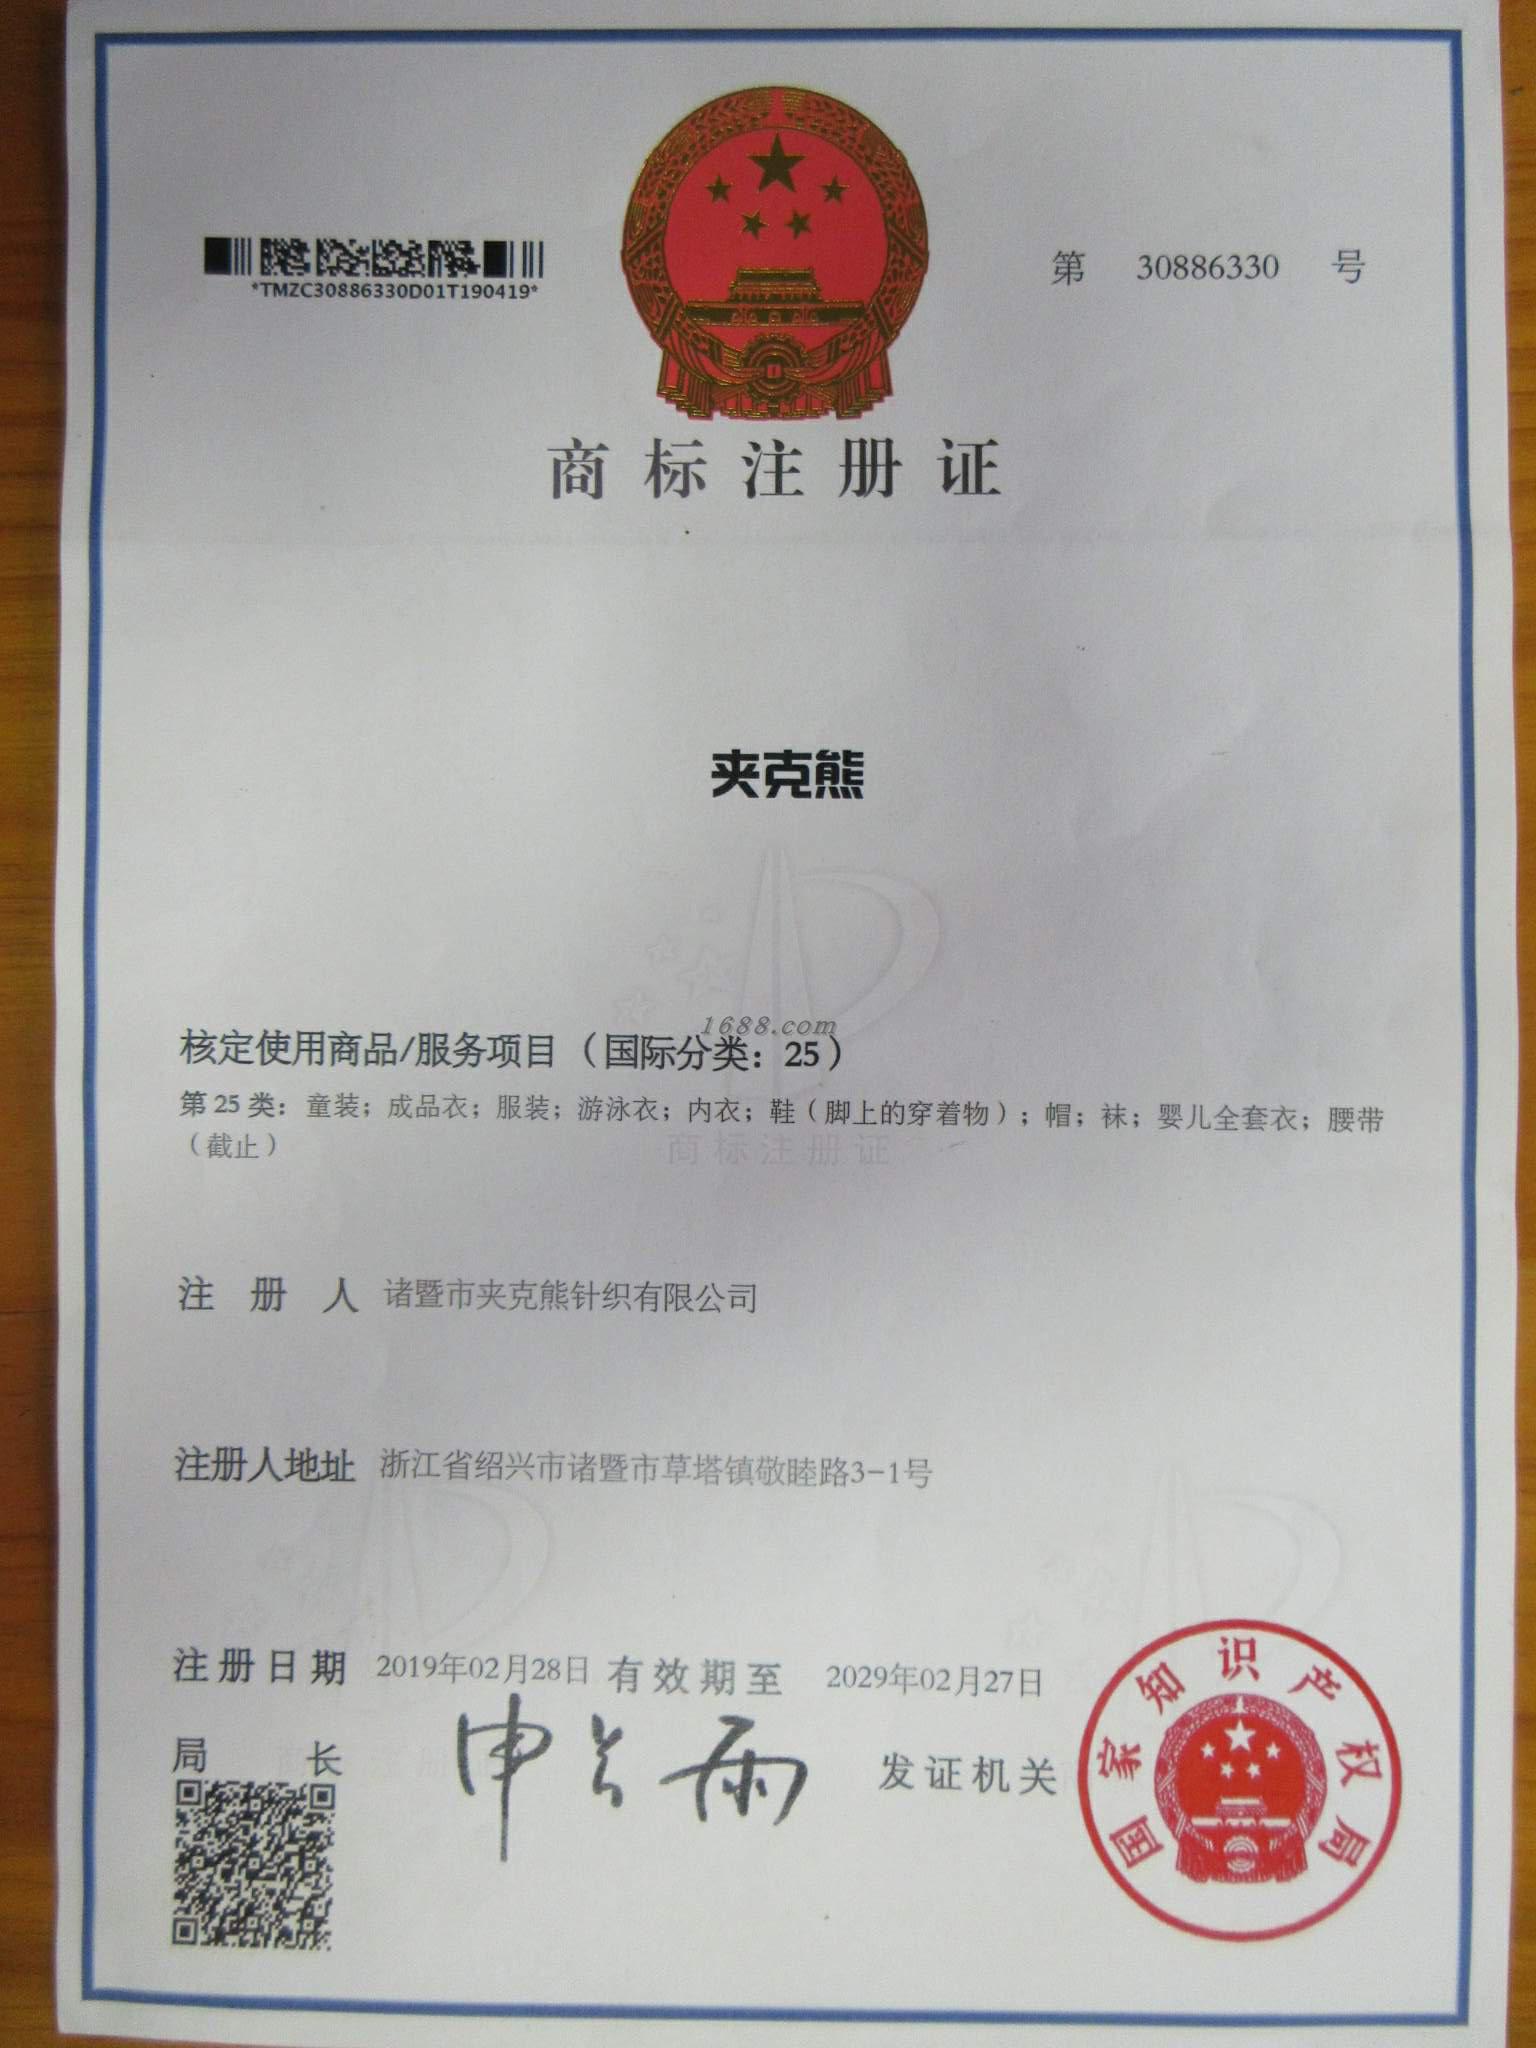 *TMZC30886330D01T190419*
第 30886330 号
商标注册证
夹克熊
1688.com
核定使用商品/服务项目（国际分类：25）
第25类：童装；成品衣；服装；游泳衣；内衣；鞋（脚上的穿着物）；帽；袜；婴儿全套衣；腰带
（截止）
商标注册证
注册人 诸暨市夹克熊针织有限公司
注册人地址 浙江省绍兴市诸暨市草塔镇敬睦路3-1号
注册日期 2019年02月28日 有效期至 2029年02月27日
局长 申长雨 发证机关
国家知识产权局